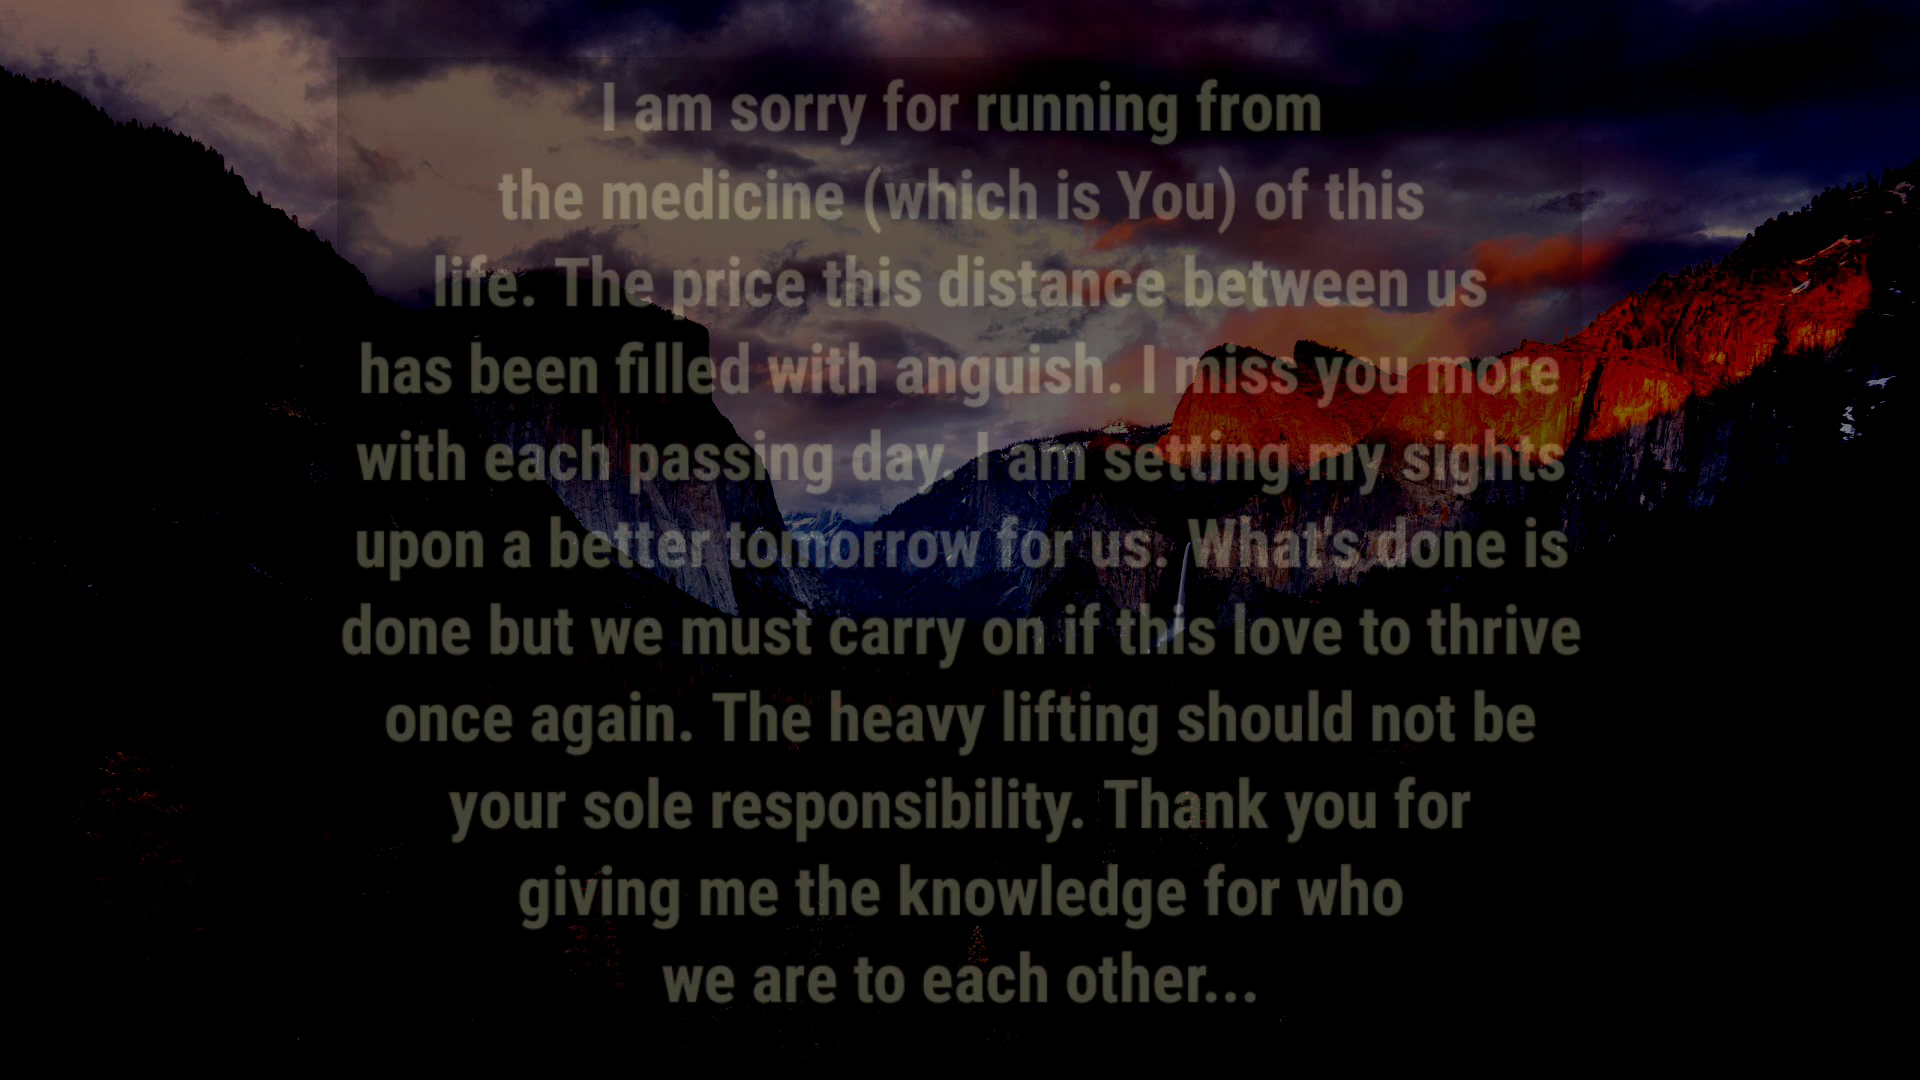 I am sorry for running from
the medicine (which is You) of this
life. The price this distance between us
has been filled with anguish. I miss you more
with each passing day. I am setting my sights
upon a better tomorrow for us. What's done is
done but we must carry on if this love to thrive
once again. The heavy lifting should not be
your sole responsibility. Thank you for
giving me the knowledge for who
we are to each other...